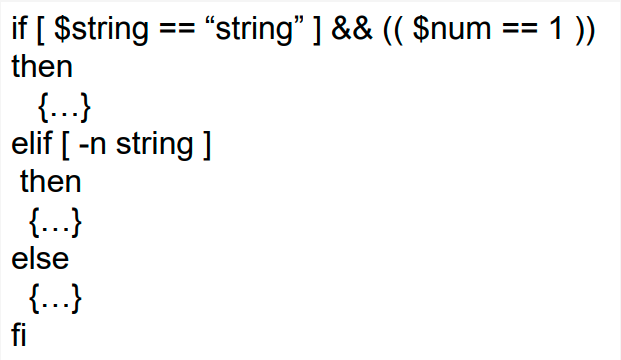 if [ $string == “string” ] && (( $num == 1 ))
then
{…}
elif [ -n string ]
then
{…}
else
{…}
fi